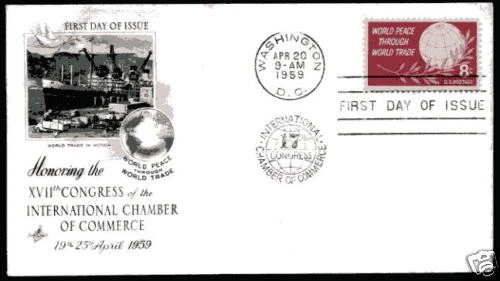 FIRST DAY OF ISSUE
WORLD TRADE IN ACTION
WORLD PEACE
THROUGH
WORLD TRADE
Honoring the
XVIIth CONGRESS of the
INTERNATIONAL CHAMBER
OF COMMERCE
19th 25th April 1959
WASHINGTON
APR 20
9-AM
1959
D.C.
INTERNATIONAL
17
CONGRESS
CHAMBER OF COMMERCE
WORLD PEACE
THROUGH
WORLD TRADE
8¢
U.S. POSTAGE
FIRST DAY OF ISSUE